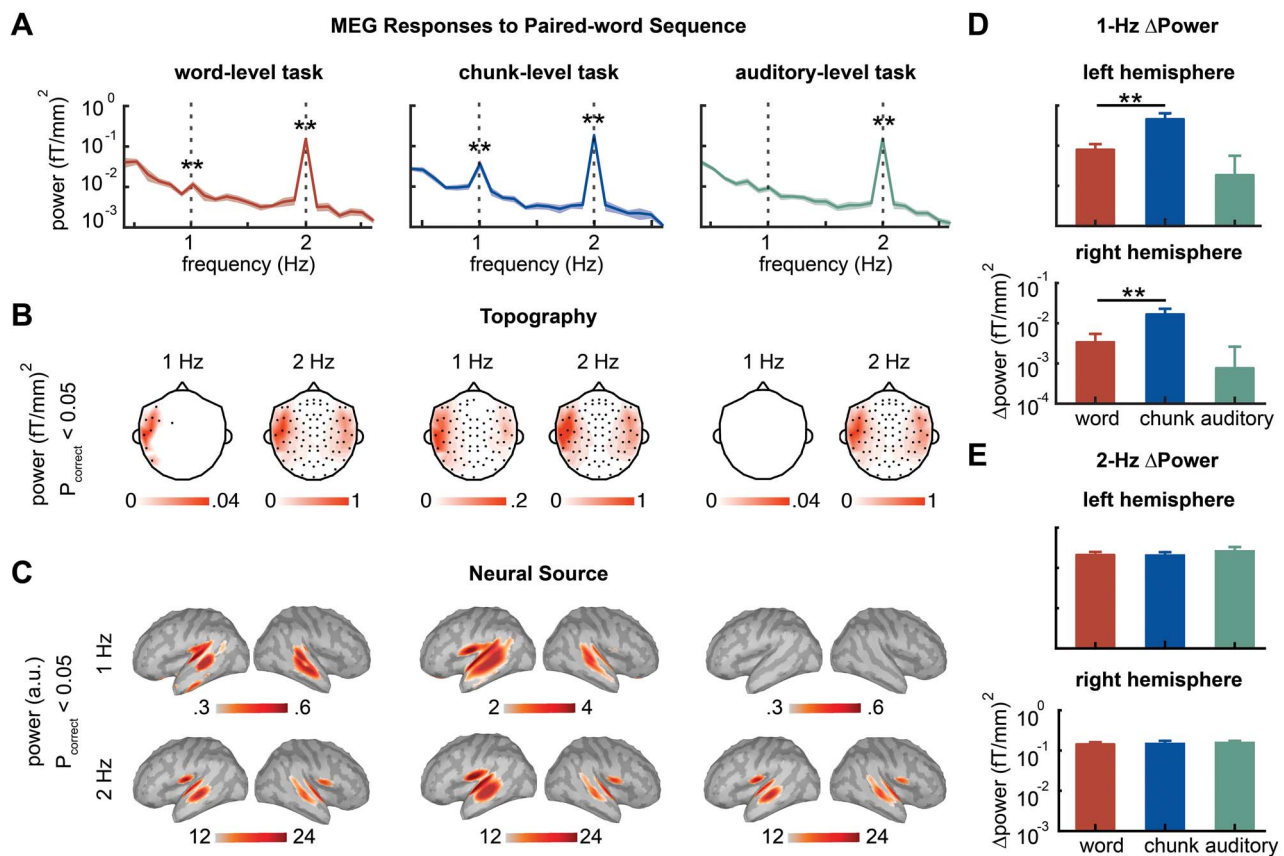 A
MEG Responses to Paired-word Sequence
word-level task
chunk-level task
auditory-level task
power (fT/mm)²
10⁰
10⁻¹
10⁻²
10⁻³
**
**
**
**
**
1
2
1
2
1
2
frequency (Hz)
frequency (Hz)
frequency (Hz)
B
Topography
power (fT/mm)²
P correct < 0.05
1 Hz
2 Hz
1 Hz
2 Hz
1 Hz
2 Hz
0 .04
0 1
0 .2
0 1
0 .04
0 1
C
Neural Source
power (a.u.)
P correct < 0.05
1 Hz
.3 .6
2 4
.3 .6
2 Hz
12 24
12 24
12 24
D
1-Hz ΔPower
left hemisphere
**
right hemisphere
Δpower (fT/mm)²
10⁻¹
10⁻²
10⁻³
10⁻⁴
**
word chunk auditory
E
2-Hz ΔPower
left hemisphere
right hemisphere
Δpower (fT/mm)²
10⁰
10⁻¹
10⁻²
10⁻³
word chunk auditory